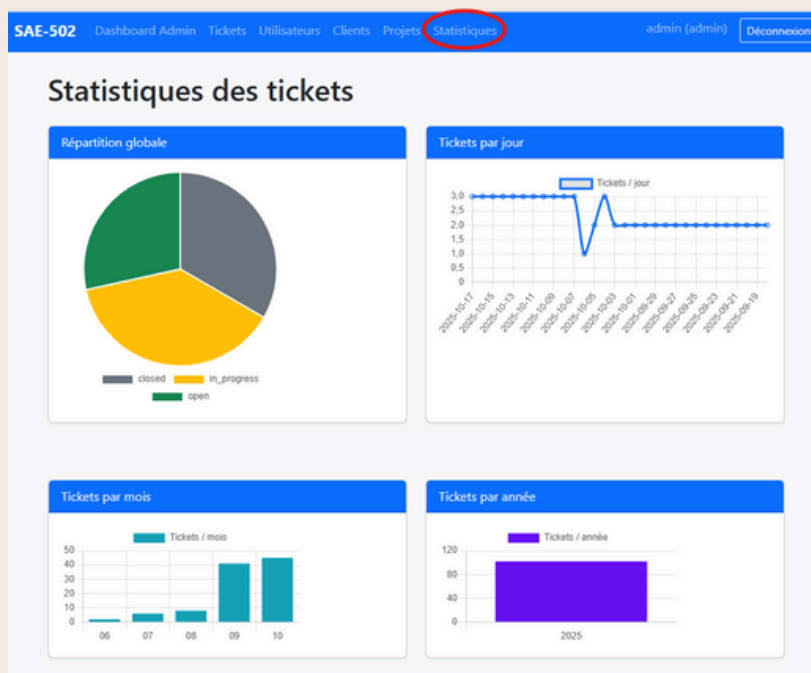 SAE-502 Dashboard Admin Tickets Utilisateurs Clients Projets Statistiques admin (admin) Déconnexion
Statistiques des tickets
Répartition globale
closed in_progress
open
Tickets par jour
Tickets / jour
3,0
2,5
2,0
1,5
1,0
0,5
0
2025-10-17 2025-10-15 2025-10-13 2025-10-11 2025-10-09 2025-10-07 2025-10-05 2025-10-03 2025-10-01 2025-09-29 2025-09-27 2025-09-25 2025-09-23 2025-09-21 2025-09-19
Tickets par mois
Tickets / mois
50
40
30
20
10
0
06 07 08 09 10
Tickets par année
Tickets / année
120
80
40
0
2025